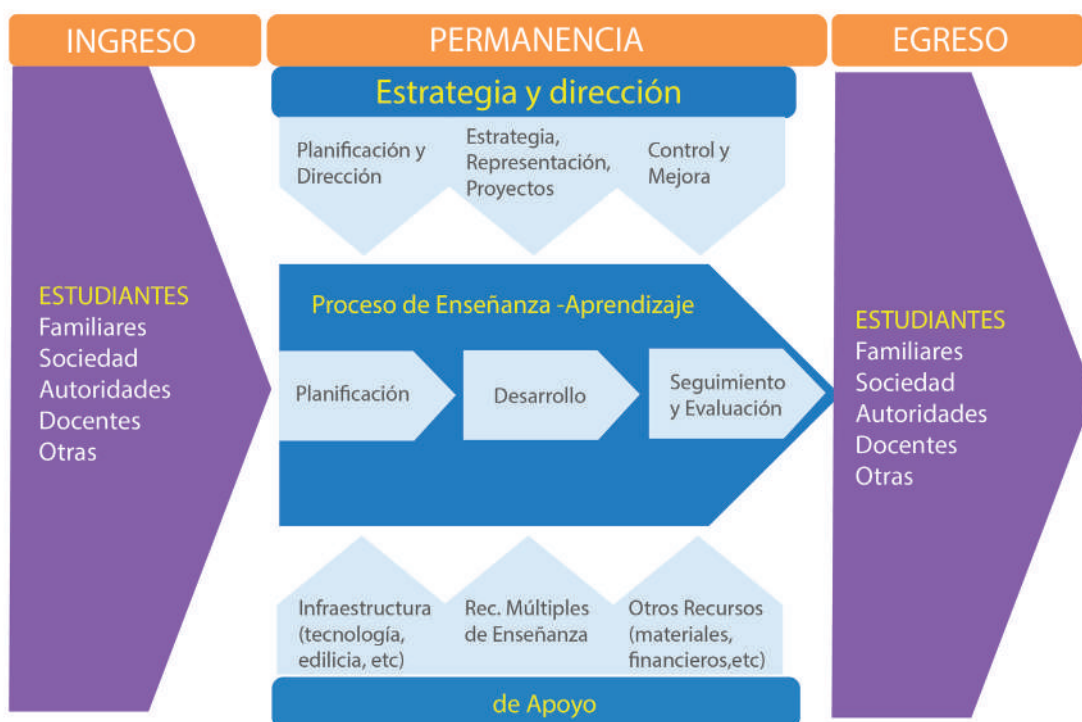 INGRESO
PERMANENCIA
EGRESO
Estrategia y dirección
Planificación y
Dirección
Estrategia,
Representación,
Proyectos
Control y
Mejora
ESTUDIANTES
Familiares
Sociedad
Autoridades
Docentes
Otras
Proceso de Enseñanza -Aprendizaje
Planificación
Desarrollo
Seguimiento
y Evaluación
ESTUDIANTES
Familiares
Sociedad
Autoridades
Docentes
Otras
Infraestructura
(tecnología,
edilicia, etc)
Rec. Múltiples
de Enseñanza
Otros Recursos
(materiales,
financieros,etc)
de Apoyo